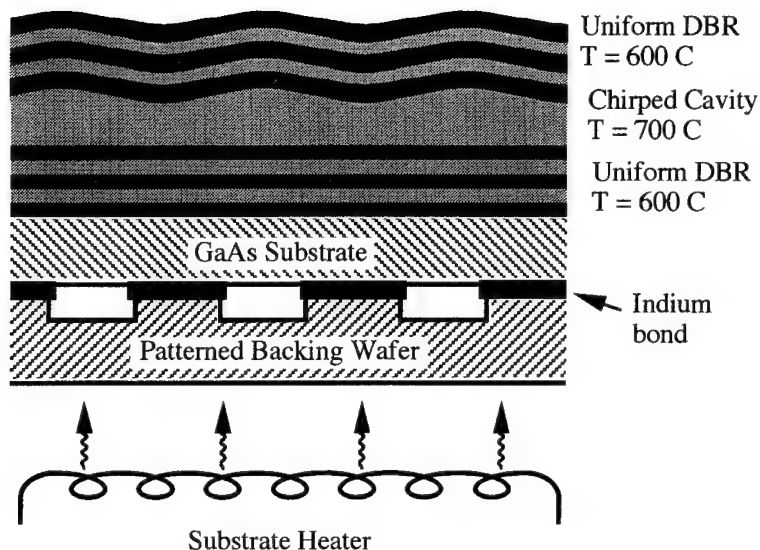 Uniform DBR
T = 600 C
Chirped Cavity
T = 700 C
Uniform DBR
T = 600 C
GaAs Substrate
Indium
bond
Patterned Backing Wafer
Substrate Heater